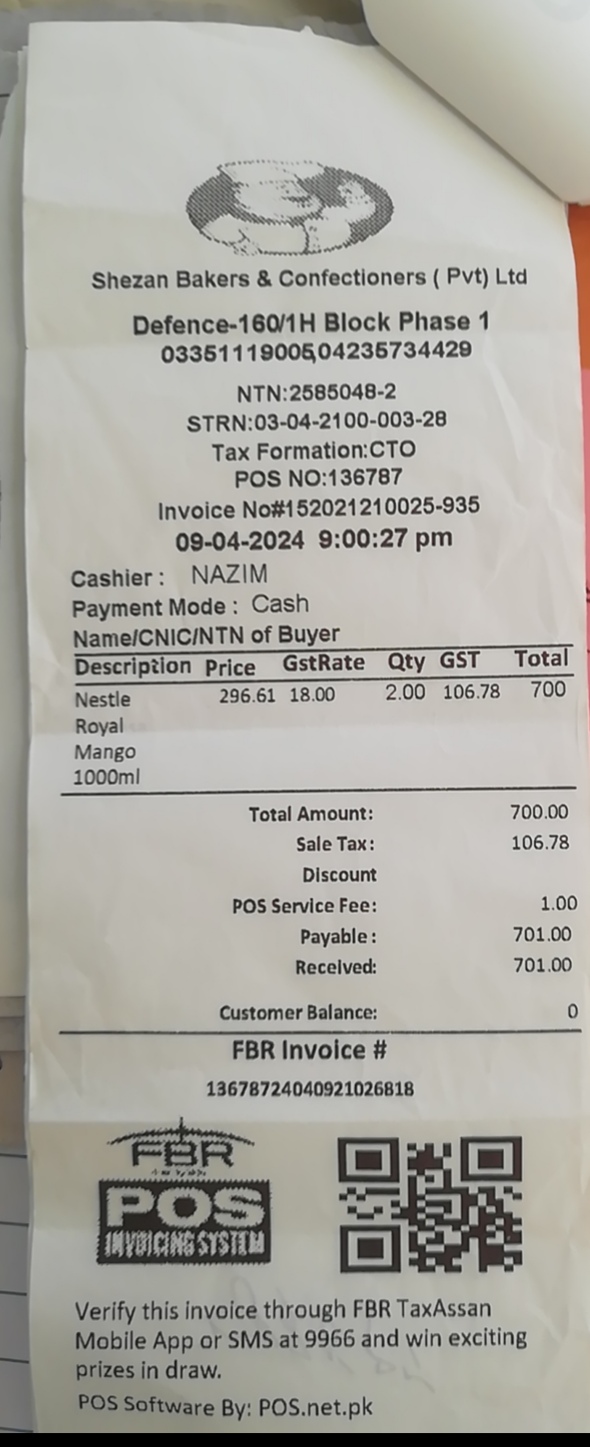 Shezan Bakers & Confectioners ( Pvt) Ltd
Defence-160/1H Block Phase 1
03351119005,04235734429
NTN:2585048-2
STRN:03-04-2100-003-28
Tax Formation:CTO
POS NO:136787
Invoice No#152021210025-935
09-04-2024 9:00:27 pm
Cashier : NAZIM
Payment Mode : Cash
Name/CNIC/NTN of Buyer
Description Price GstRate Qty GST Total
Nestle 296.61 18.00 2.00 106.78 700
Royal
Mango
1000ml
Total Amount: 700.00
Sale Tax: 106.78
Discount
POS Service Fee: 1.00
Payable : 701.00
Received: 701.00
Customer Balance: 0
FBR Invoice #
13678724040921026818
FBR
POS
INVOICING SYSTEM
Verify this invoice through FBR TaxAssan
Mobile App or SMS at 9966 and win exciting
prizes in draw.
POS Software By: POS.net.pk